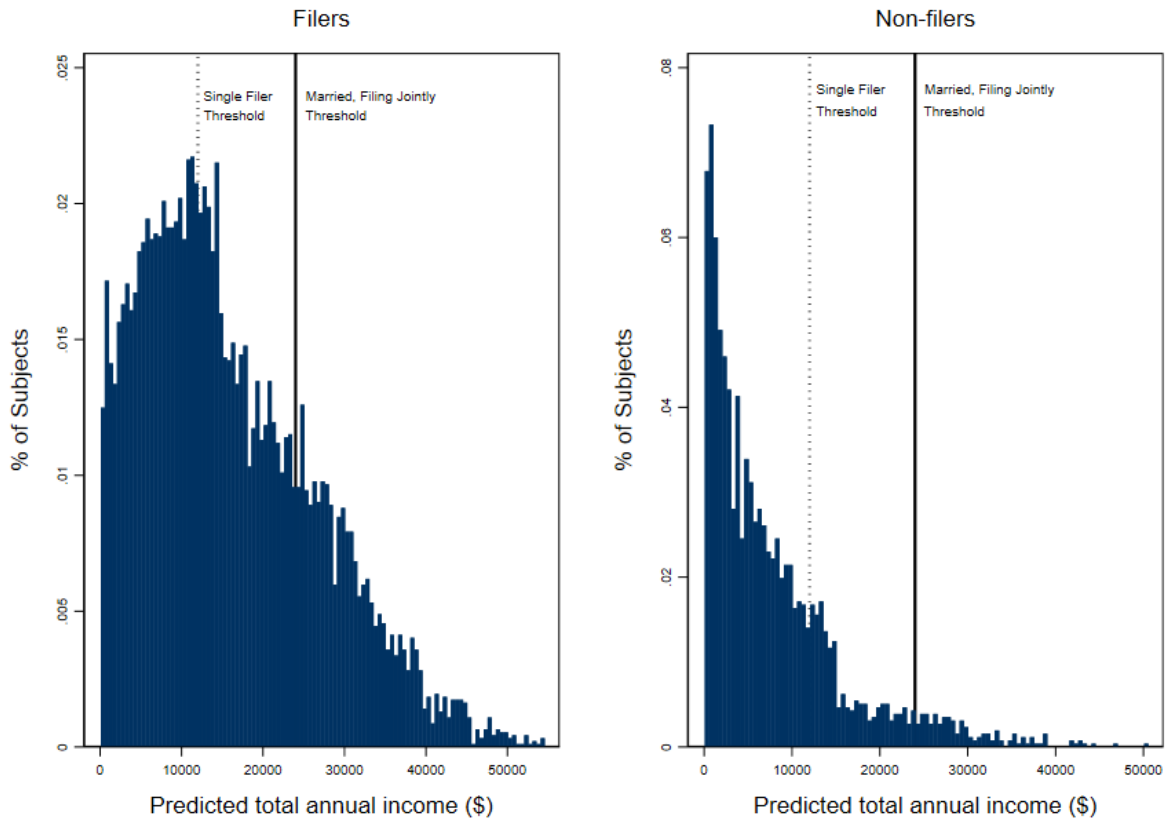 Filers
.025
.02
.015
.01
.005
0
% of Subjects
Single Filer
Threshold
Married, Filing Jointly
Threshold
0
10000
20000
30000
40000
50000
Predicted total annual income ($)
Non-filers
.08
.06
.04
.02
0
% of Subjects
Single Filer
Threshold
Married, Filing Jointly
Threshold
0
10000
20000
30000
40000
50000
Predicted total annual income ($)